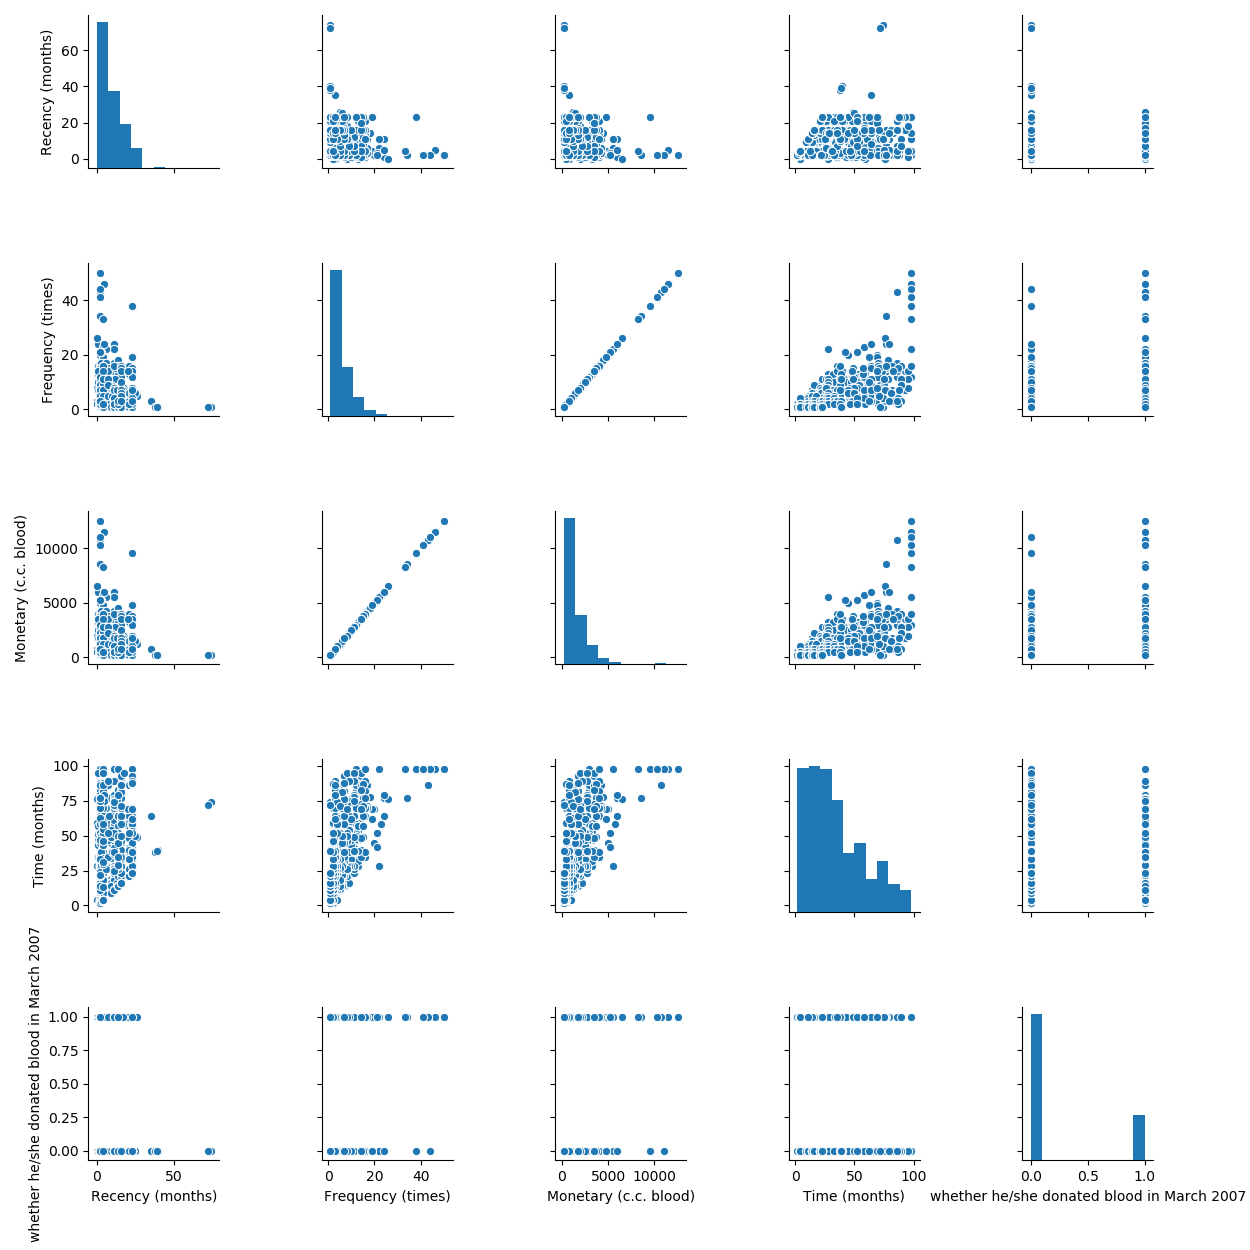 Recency (months)
60
40
20
0
Frequency (times)
40
20
0
Monetary (c.c. blood)
10000
5000
0
Time (months)
100
75
50
25
0
whether he/she donated blood in March 2007
1.00
0.75
0.50
0.25
0.00
0 50
0 20 40
0 5000 10000
0 50 100
0.0 0.5 1.0
Recency (months)
Frequency (times)
Monetary (c.c. blood)
Time (months)
whether he/she donated blood in March 2007